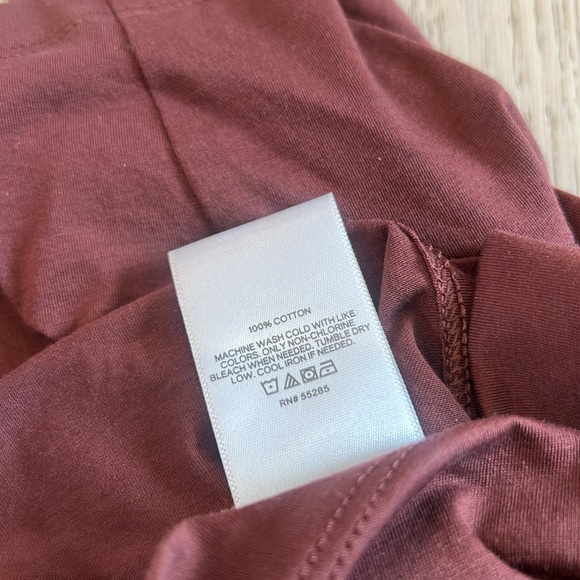 100% COTTON
MACHINE WASH COLD WITH LIKE
COLORS. ONLY NON-CHLORINE
BLEACH WHEN NEEDED. TUMBLE DRY
LOW. COOL IRON IF NEEDED.
RN# 55285